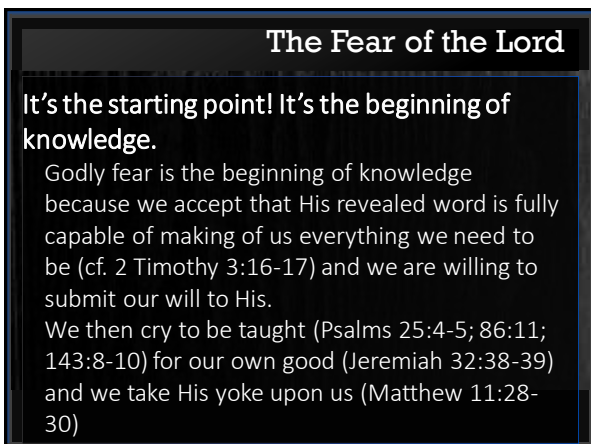 The Fear of the Lord
It’s the starting point! It’s the beginning of
knowledge.
Godly fear is the beginning of knowledge
because we accept that His revealed word is fully
capable of making of us everything we need to
be (cf. 2 Timothy 3:16-17) and we are willing to
submit our will to His.
We then cry to be taught (Psalms 25:4-5; 86:11;
143:8-10) for our own good (Jeremiah 32:38-39)
and we take His yoke upon us (Matthew 11:28-
30)